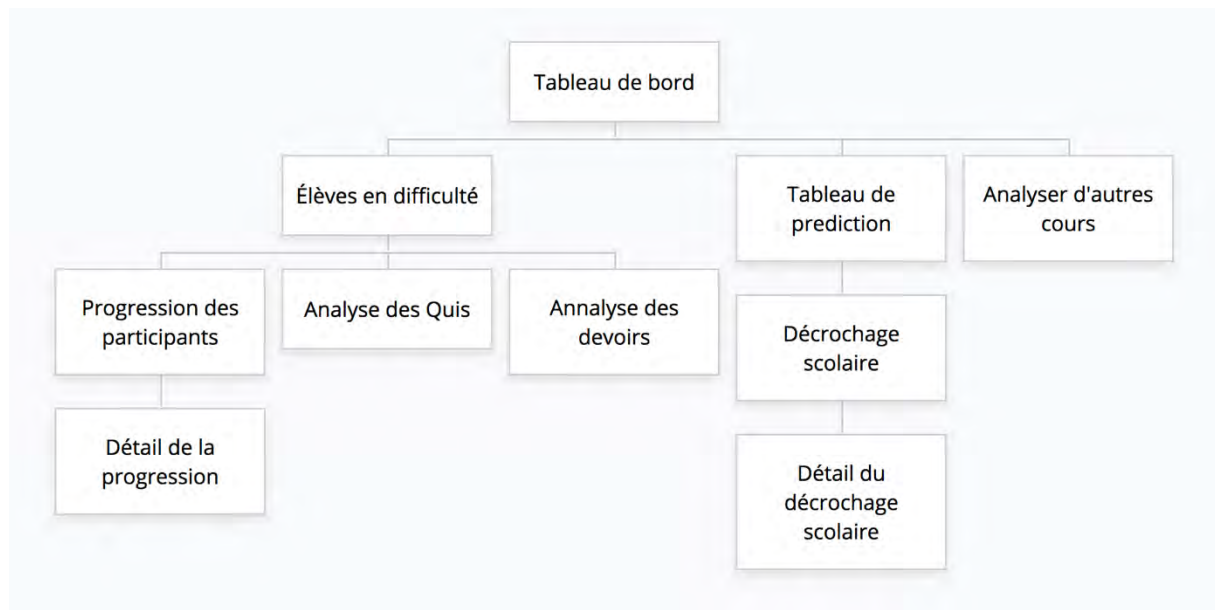 Tableau de bord
Élèves en difficulté
Tableau de
prediction
Analyser d'autres
cours
Progression des
participants
Analyse des Quis
Annalyse des
devoirs
Décrochage
scolaire
Détail de la
progression
Détail du
décrochage
scolaire